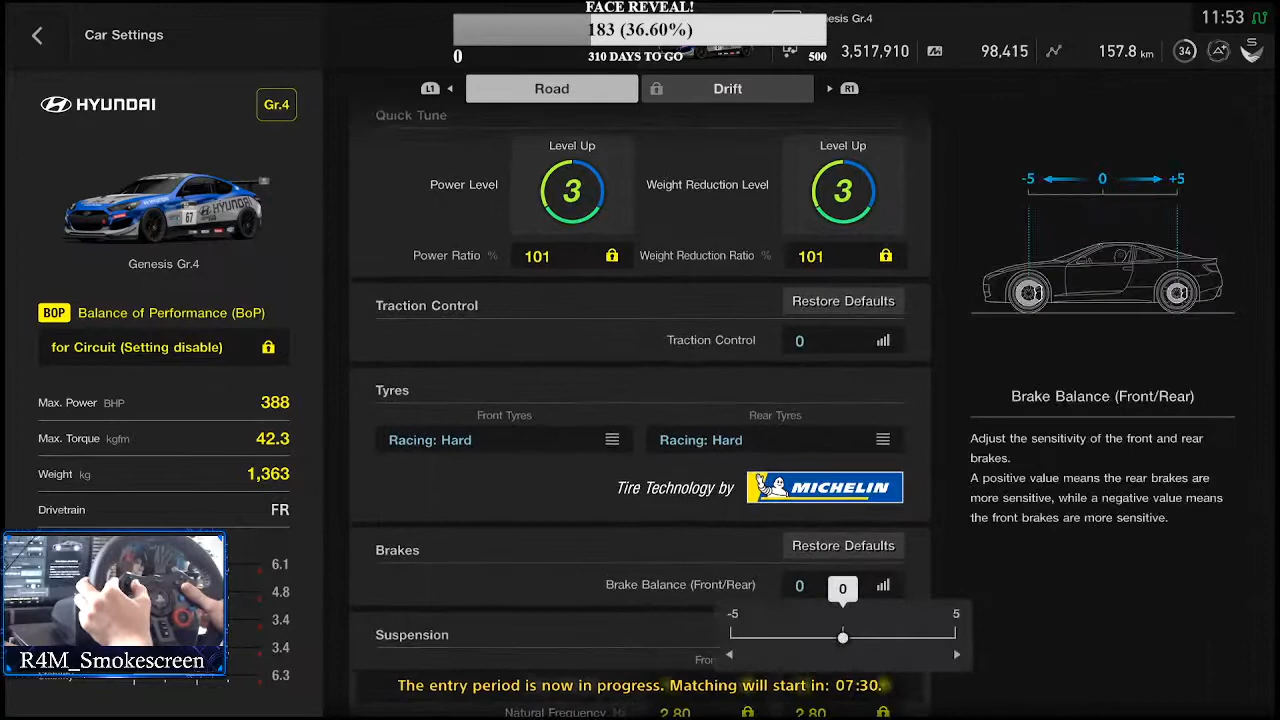 FACE REVEAL!
183 (36.60%)
0
310 DAYS TO GO
500
11:53
Car Settings
esis Gr.4
3,517,910
98,415
157.8 km
34
S
L1
Road
Drift
R1
HYUNDAI
Gr.4
Genesis Gr.4
BOP
Balance of Performance (BoP)
for Circuit (Setting disable)
Max. Power BHP
388
Max. Torque kgfm
42.3
Weight kg
1,363
Drivetrain
FR
6.1
4.8
3.4
3.4
6.3
R4M_Smokescreen
Quick Tune
Level Up
Level Up
Power Level
3
Weight Reduction Level
3
Power Ratio %
101
Weight Reduction Ratio %
101
Traction Control
Restore Defaults
Traction Control
0
Tyres
Front Tyres
Rear Tyres
Racing: Hard
Racing: Hard
Tire Technology by
MICHELIN
Brakes
Restore Defaults
Brake Balance (Front/Rear)
0
0
-5
5
Suspension
The entry period is now in progress. Matching will start in: 07:30.
Natural Frequency Hz
2.80
2.80
-5
0
+5
Brake Balance (Front/Rear)
Adjust the sensitivity of the front and rear
brakes.
A positive value means the rear brakes are
more sensitive, while a negative value means
the front brakes are more sensitive.